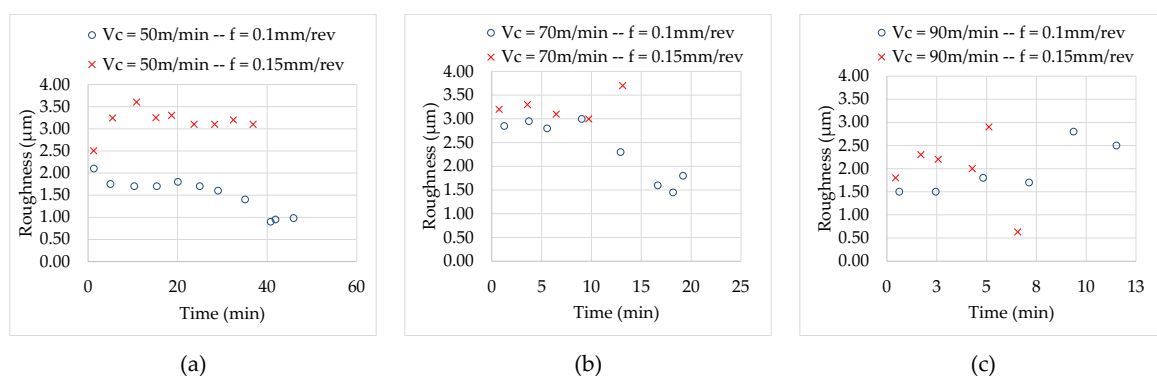 Vc = 50m/min -- f = 0.1mm/rev
Vc = 50m/min -- f = 0.15mm/rev
4.00
3.50
3.00
2.50
2.00
1.50
1.00
0.50
0.00
Roughness (µm)
0 20 40 60
Time (min)
(a)
Vc = 70m/min -- f = 0.1mm/rev
Vc = 70m/min -- f = 0.15mm/rev
4.00
3.50
3.00
2.50
2.00
1.50
1.00
0.50
0.00
Roughness (µm)
0 5 10 15 20 25
Time (min)
(b)
Vc = 90m/min -- f = 0.1mm/rev
Vc = 90m/min -- f = 0.15mm/rev
4.00
3.50
3.00
2.50
2.00
1.50
1.00
0.50
0.00
Roughness (µm)
0 3 5 8 10 13
Time (min)
(c)